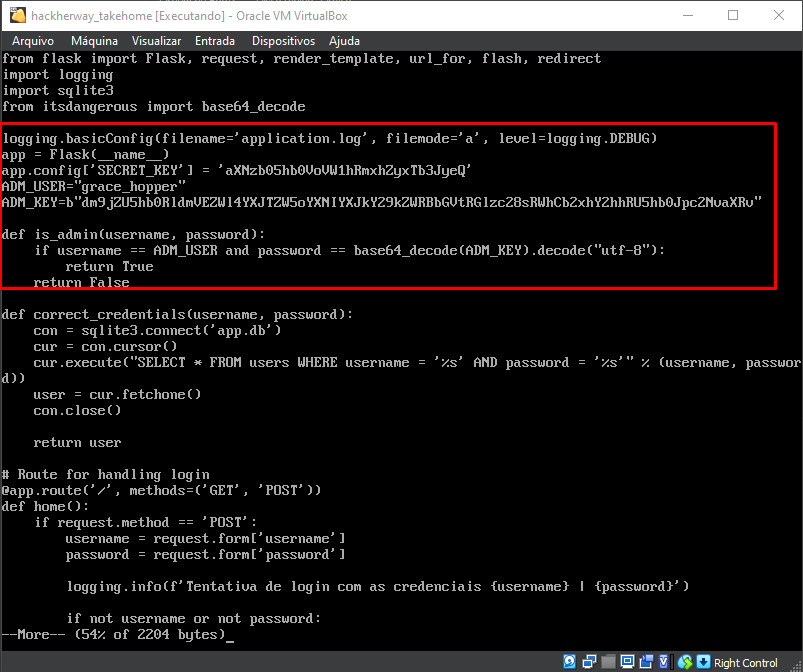 hackherway_takehome [Executando] - Oracle VM VirtualBox
Arquivo Máquina Visualizar Entrada Dispositivos Ajuda
from flask import Flask, request, render_template, url_for, flash, redirect
import logging
import sqlite3
from itsdangerous import base64_decode
logging.basicConfig(filename='application.log', filemode='a', level=logging.DEBUG)
app = Flask(__name__)
app.config['SECRET_KEY'] = 'aXNzb05hb0VoVW1hRmxhZyxTb3JyeQ'
ADM_USER="grace_hopper"
ADM_KEY=b"dm9jZU5hb0RldmVEZWl4YXJTZW5oYXNIYXJkY29kZWRBbGVtRGlzc28sRWhCb2xhY2hhRU5hb0Jpc2NvaXRv"
def is_admin(username, password):
    if username == ADM_USER and password == base64_decode(ADM_KEY).decode("utf-8"):
        return True
    return False
def correct_credentials(username, password):
    con = sqlite3.connect('app.db')
    cur = con.cursor()
    cur.execute("SELECT * FROM users WHERE username = '%s' AND password = '%s'" % (username, passwor
d))
    user = cur.fetchone()
    con.close()
    return user
# Route for handling login
@app.route('/', methods=('GET', 'POST'))
def home():
    if request.method == 'POST':
        username = request.form['username']
        password = request.form['password']
        logging.info(f'Tentativa de login com as credenciais {username} | {password}')
        if not username or not password:
--More-- (54% of 2204 bytes)_
Right Control